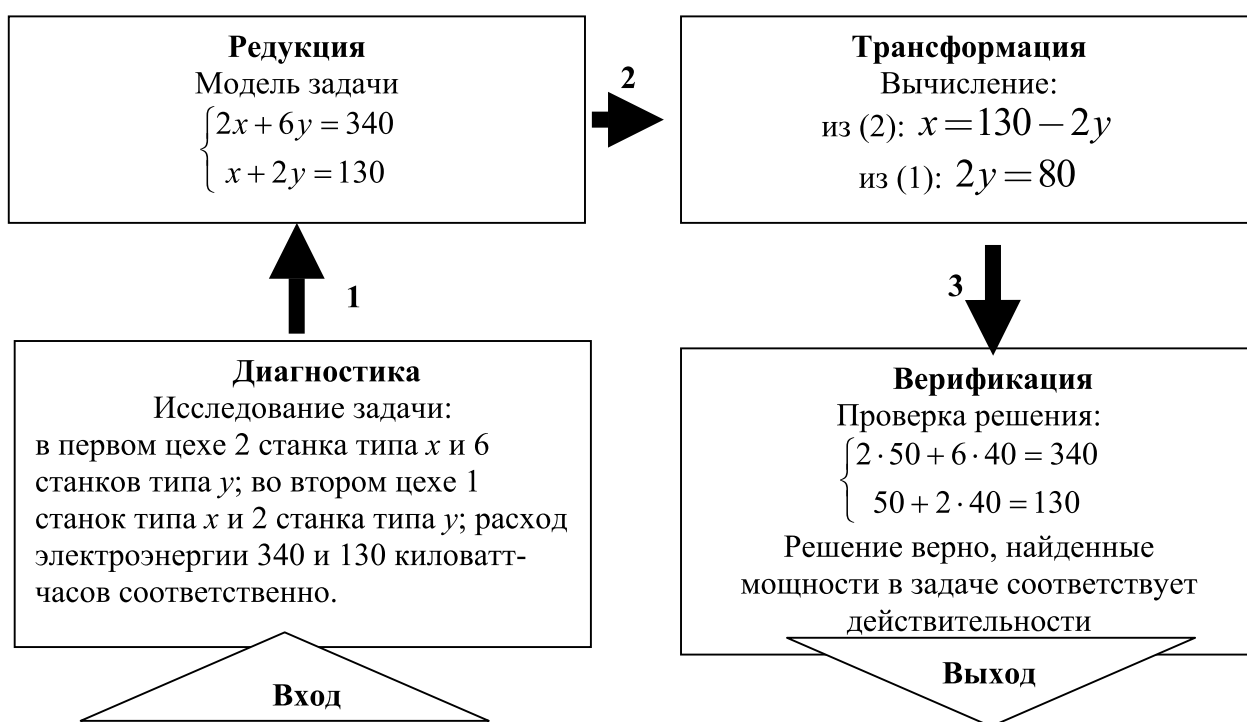 Редукция
Модель задачи
2x + 6y = 340
x + 2y = 130
2
Трансформация
Вычисление:
из (2): x = 130 − 2y
из (1): 2y = 80
1
3
Диагностика
Исследование задачи:
в первом цехе 2 станка типа x и 6
станков типа y; во втором цехе 1
станок типа x и 2 станка типа y; расход
электроэнергии 340 и 130 киловатт-
часов соответственно.
Вход
Верификация
Проверка решения:
2 · 50 + 6 · 40 = 340
50 + 2 · 40 = 130
Решение верно, найденные
мощности в задаче соответствует
действительности
Выход